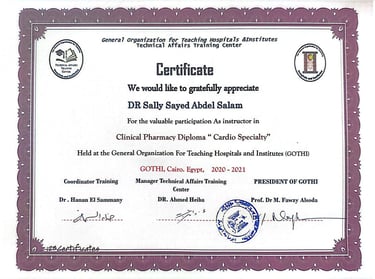 General Organization for Teaching Hospitals &Institutes
Technical Affairs Training Center
Certificate
We would like to gratefully appreciate
DR Sally Sayed Abdel Salam
For the valuable participation As instructor in
Clinical Pharmacy Diploma " Cardio Specialty"
Held at the General Organization For Teaching Hospitals and Institutes (GOTHI)
GOTHI, Cairo, Egypt, 2020 - 2021
Coordinator Training Manager Technical Affairs Training Center PRESIDENT OF GOTHI
Dr . Hanan El Sammany DR. Ahmed Heiba Prof. Dr M. Fawzy Alsoda
123Certificates